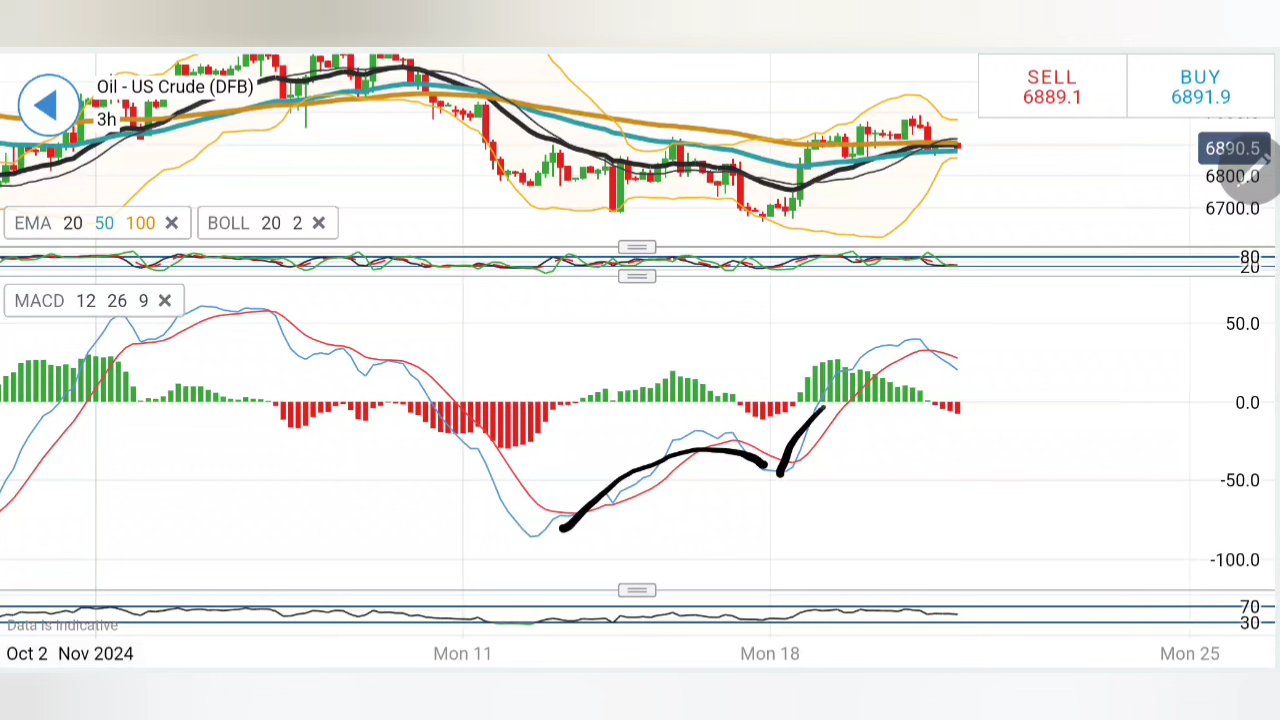 Oil - US Crude (DFB)
3h
SELL
6889.1
BUY
6891.9
6890.5
6800.0
6700.0
EMA 20 50 100
BOLL 20 2
80
20
MACD 12 26 9
50.0
0.0
-50.0
-100.0
70
30
Data is indicative
Oct 2 Nov 2024 Mon 11 Mon 18 Mon 25